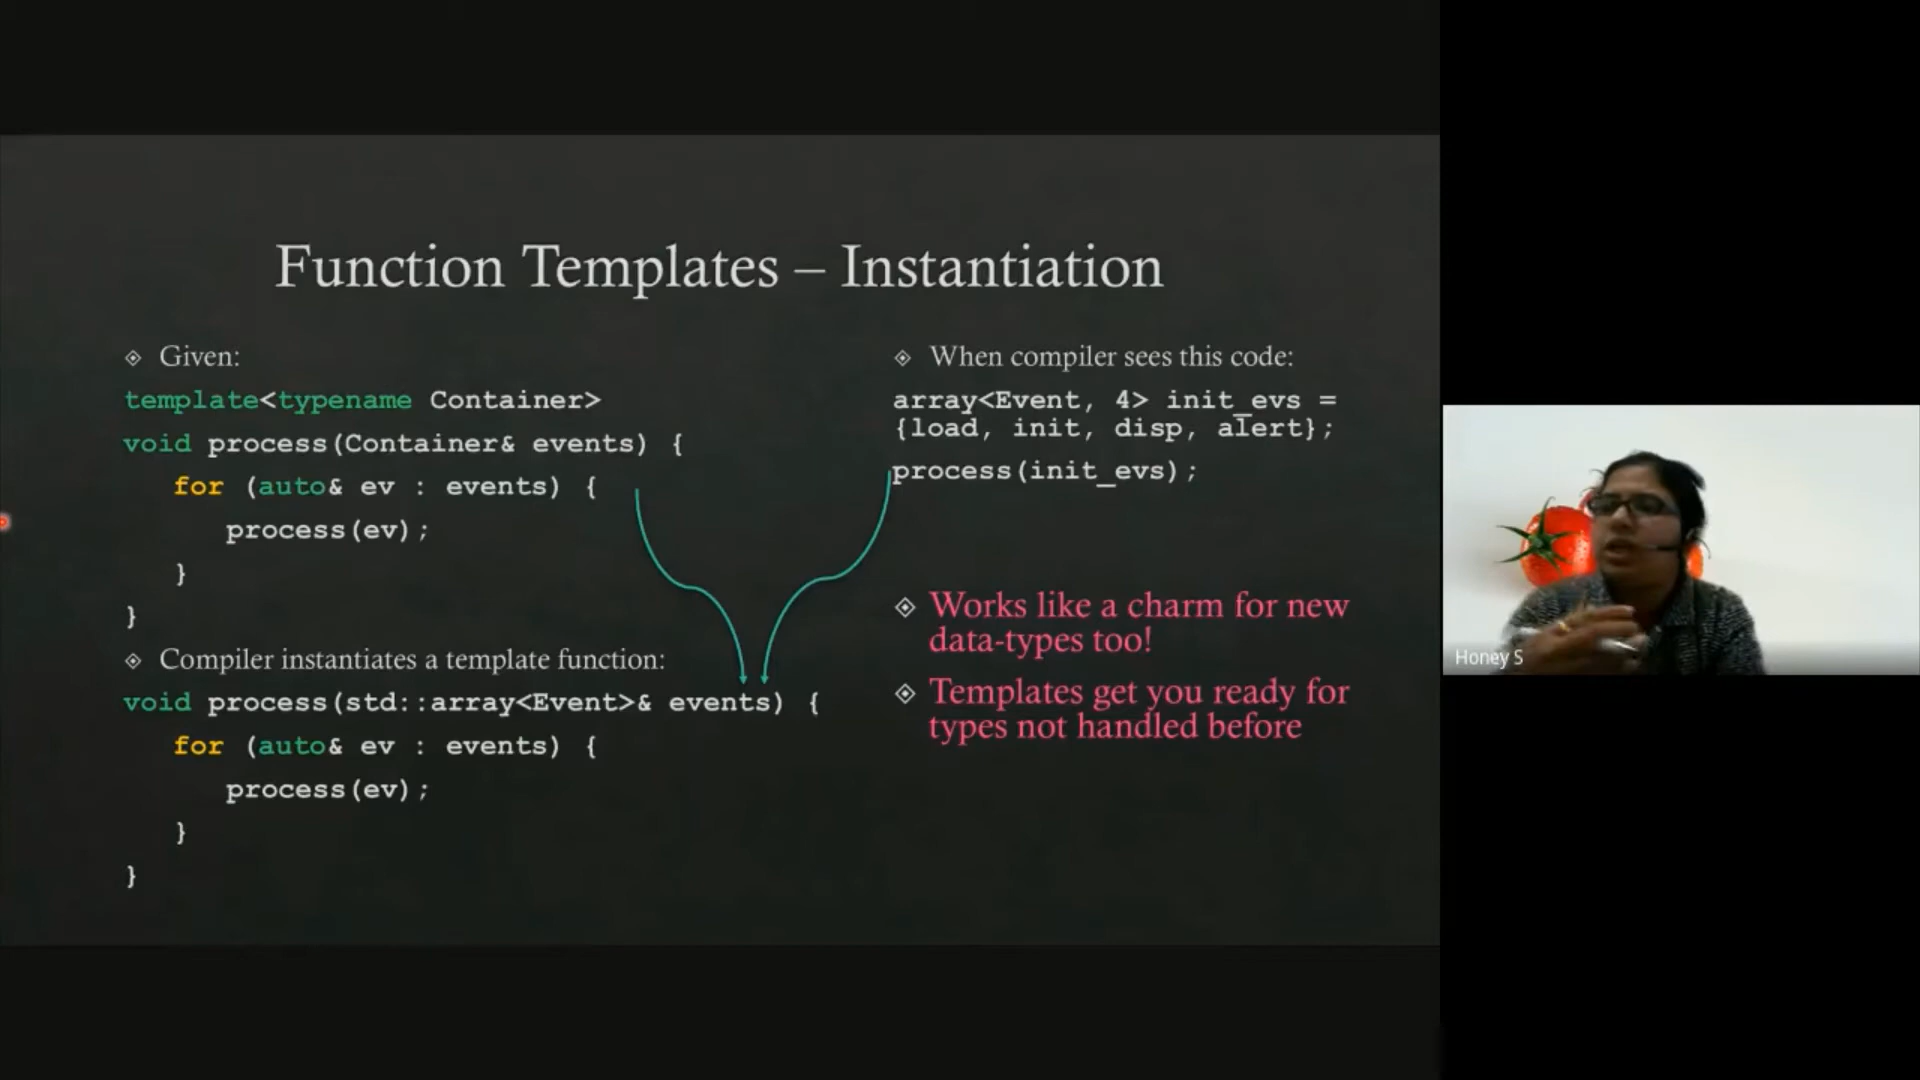 Function Templates – Instantiation
Given:
template<typename Container>
void process(Container& events) {
for (auto& ev : events) {
process(ev);
}
}
Compiler instantiates a template function:
void process(std::array<Event>& events) {
for (auto& ev : events) {
process(ev);
}
}
When compiler sees this code:
array<Event, 4> init_evs =
{load, init, disp, alert};
process(init_evs);
Works like a charm for new
data-types too!
Templates get you ready for
types not handled before
Honey S